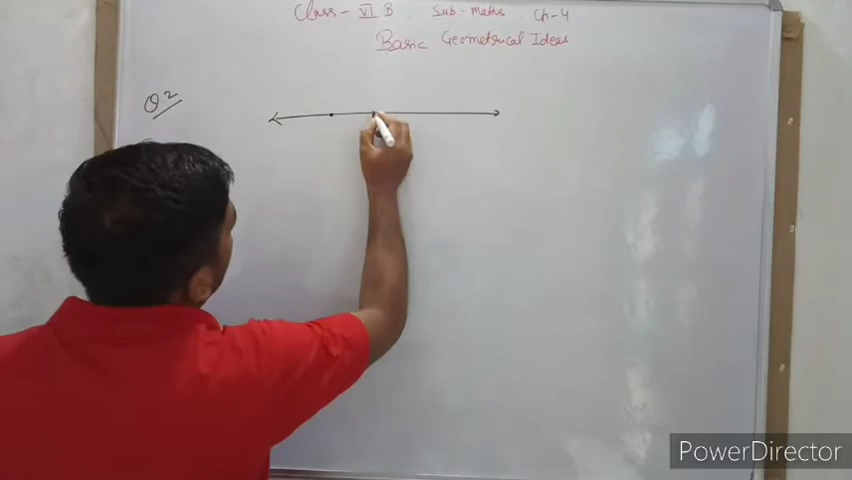 Class - VI B. Sub - Maths Ch-4
Basic Geometrical Ideas
Q2
PowerDirector